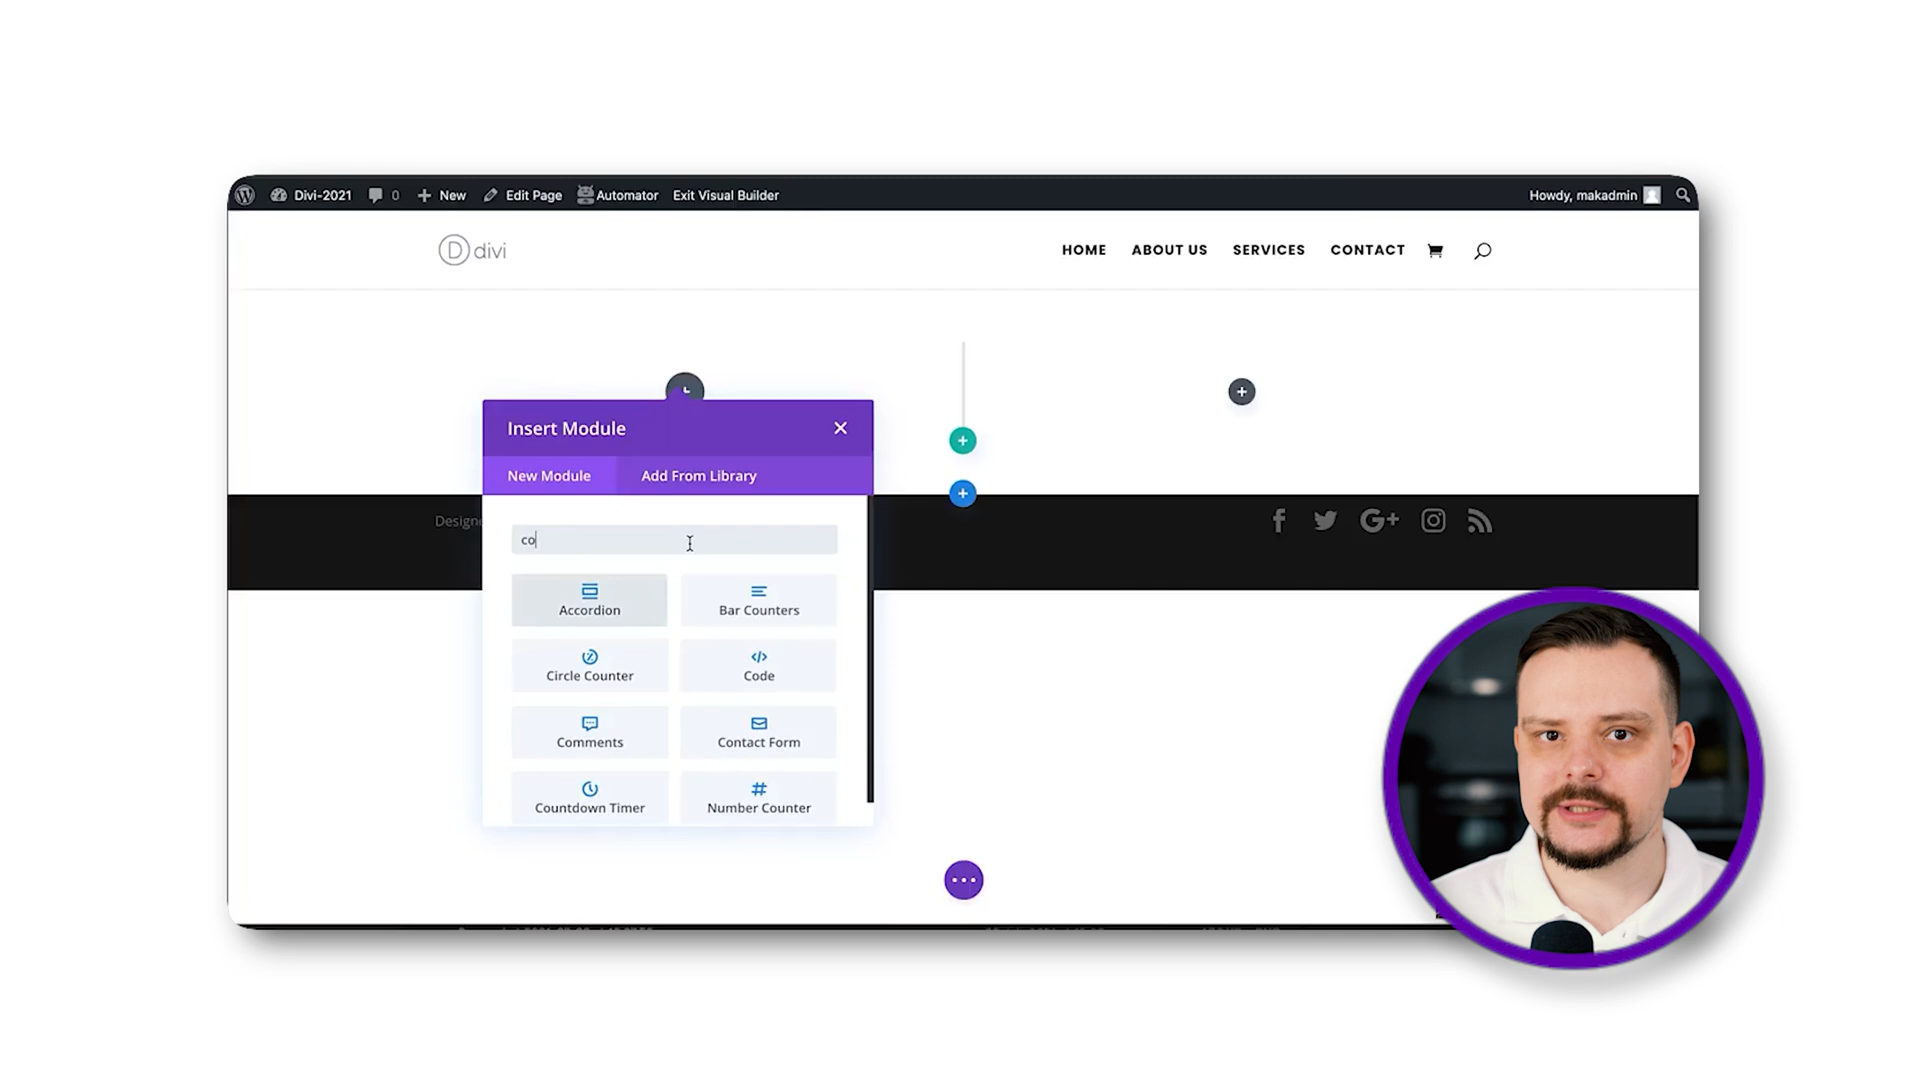 Divi-2021 0 New Edit Page Automator Exit Visual Builder Howdy, makadmin
D divi HOME ABOUT US SERVICES CONTACT
Insert Module
New Module Add From Library
Designe
co
Accordion Bar Counters
Circle Counter Code
Comments Contact Form
Countdown Timer Number Counter